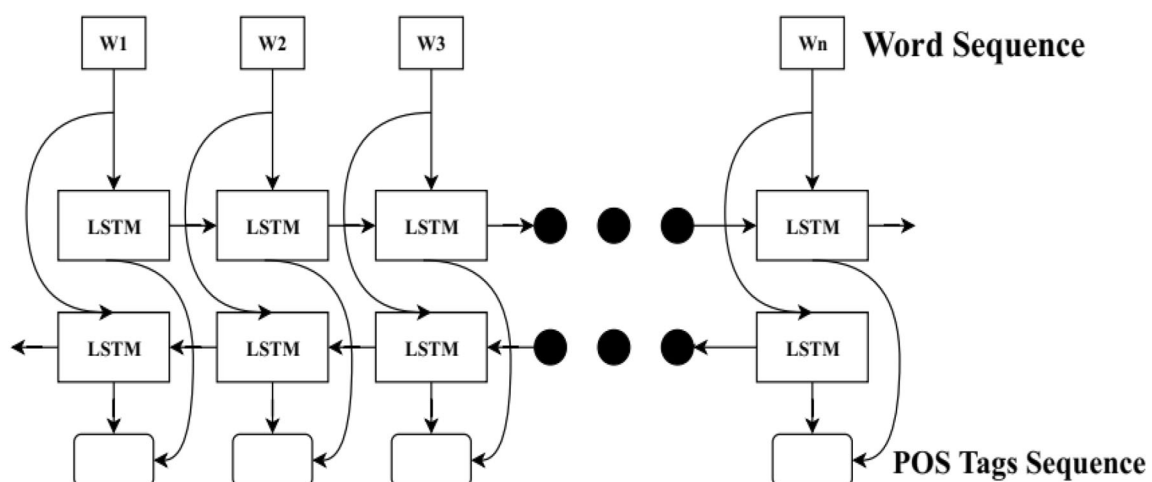 W1
W2
W3
Wn
Word Sequence
LSTM
LSTM
LSTM
LSTM
LSTM
LSTM
LSTM
LSTM
POS Tags Sequence